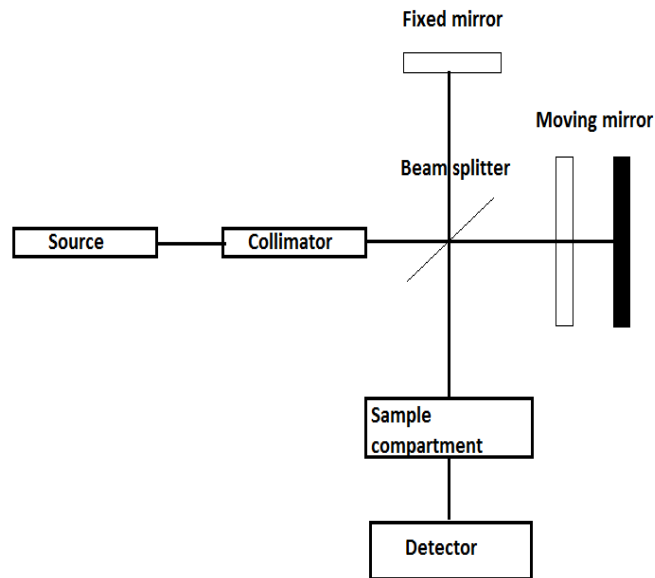 Fixed mirror
Moving mirror
Beam splitter
Source
Collimator
Sample
compartment
Detector